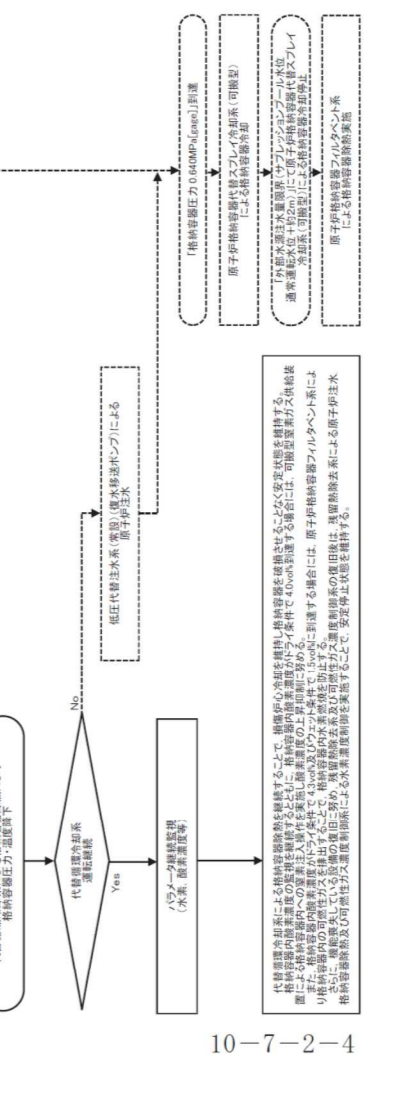 格納容器圧力・温度降下
代替循環冷却系
運転継続
No
Yes
低圧代替注水系(常設)(復水移送ポンプ)による
原子炉注水
パラメータ継続監視
(水素、酸素濃度等)
「格納容器圧力 0.640MPa[gage]」到達
原子炉格納容器代替スプレイ冷却系(可搬型)
による格納容器冷却
「外部水源注水量限界(サプレッションプール水位
通常運転水位+約2m)」にて原子炉格納容器代替スプレイ
冷却系(可搬型)による格納容器冷却停止
原子炉格納容器フィルタベント系
による格納容器除熱実施
代替循環冷却系による格納容器除熱を継続することで、損傷炉心冷却を維持し格納容器を破損させることなく安定状態を維持する。
格納容器内酸素濃度の監視を継続するとともに、格納容器内酸素濃度がドライ条件で 4.0vol%到達する場合には、可搬型窒素ガス供給装
置による格納容器内への窒素注入操作を実施し酸素濃度の上昇抑制に努める。
また、格納容器内酸素濃度がドライ条件で 4.3vol%及びウェット条件で 1.5vol%に到達する場合には、原子炉格納容器フィルタベント系によ
り格納容器内の可燃性ガスを排出することで、格納容器内水素燃焼を防止する。
さらに、機能喪失している設備の復旧に努め、残留熱除去系及び可燃性ガス濃度制御系の復旧後は、残留熱除去系による原子炉注水
格納容器除熱及び可燃性ガス濃度制御系による水素濃度制御を実施することで、安定停止状態を維持する。
10-7-2-4